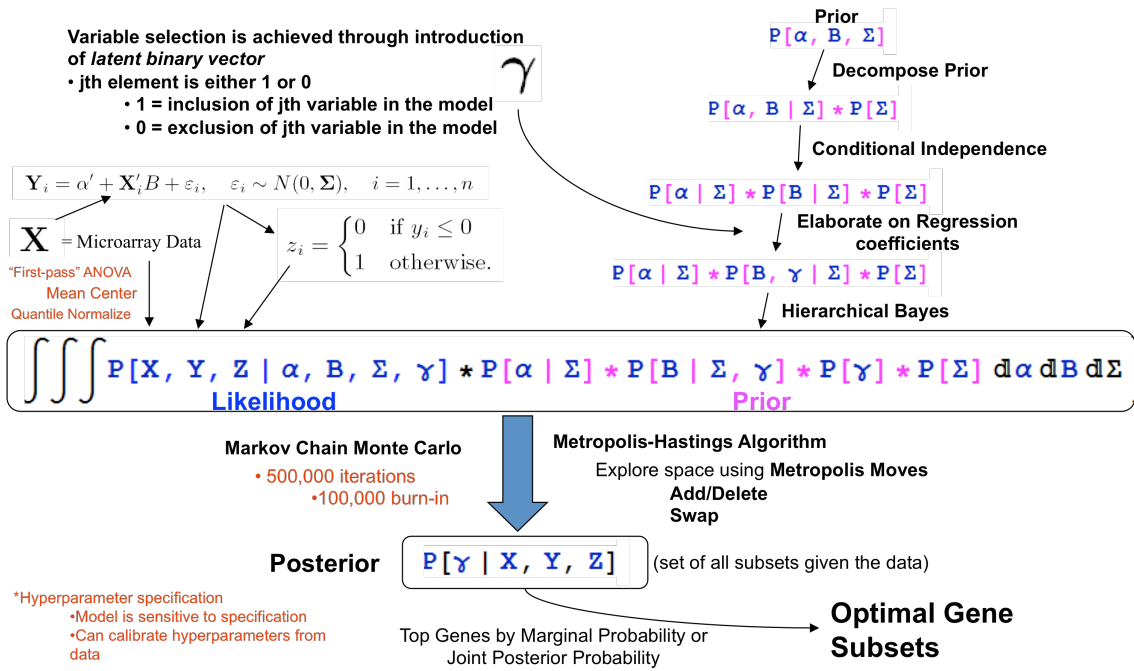 Variable selection is achieved through introduction
of latent binary vector
• jth element is either 1 or 0
• 1 = inclusion of jth variable in the model
• 0 = exclusion of jth variable in the model
γ
Prior
P[α, B, Σ]
Decompose Prior
P[α, B | Σ] * P[Σ]
Conditional Independence
P[α | Σ] * P[B | Σ] * P[Σ]
Elaborate on Regression
coefficients
P[α | Σ] * P[B, γ | Σ] * P[Σ]
Hierarchical Bayes
Y_i = α′ + X′_i B + ε_i, ε_i ∼ N(0, Σ), i = 1, . . . , n
X = Microarray Data
z_i = { 0 if y_i ≤ 0
1 otherwise.
“First-pass” ANOVA
Mean Center
Quantile Normalize
∫∫∫ P[X, Y, Z | α, B, Σ, γ] * P[α | Σ] * P[B | Σ, γ] * P[γ] * P[Σ] ⅆα ⅆB ⅆΣ
Likelihood
Prior
Markov Chain Monte Carlo
• 500,000 iterations
•100,000 burn-in
Metropolis-Hastings Algorithm
Explore space using Metropolis Moves
Add/Delete
Swap
Posterior
P[γ | X, Y, Z]
(set of all subsets given the data)
*Hyperparameter specification
•Model is sensitive to specification
•Can calibrate hyperparameters from
data
Top Genes by Marginal Probability or
Joint Posterior Probability
Optimal Gene
Subsets